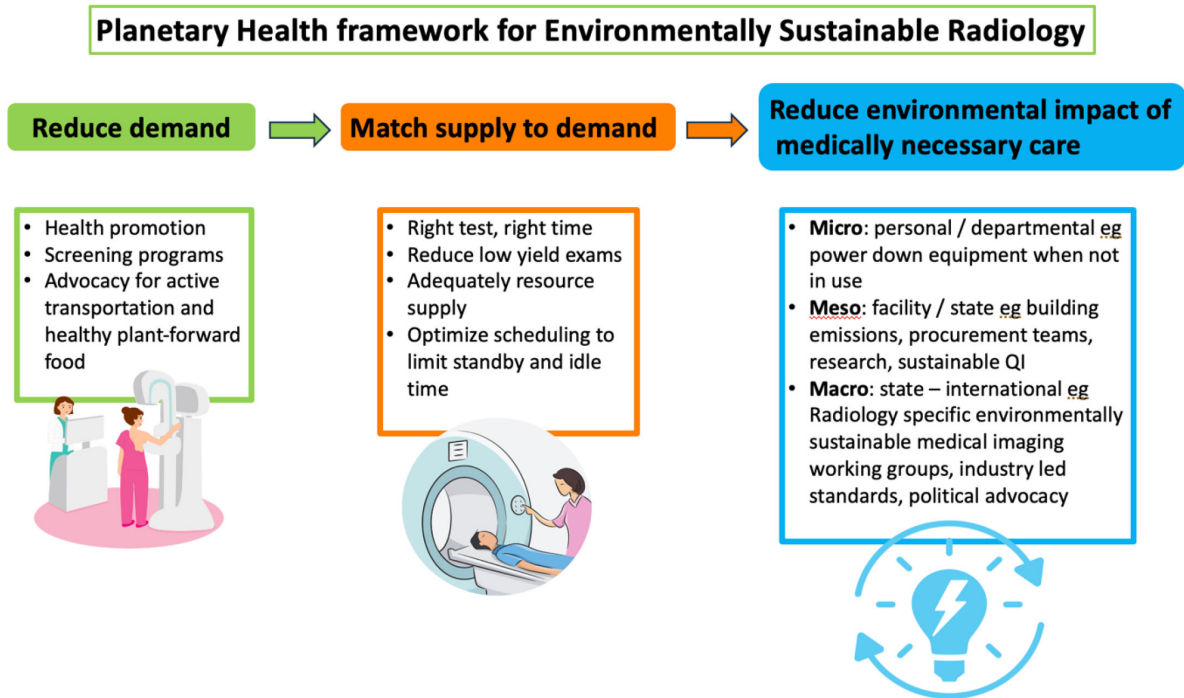 Planetary Health framework for Environmentally Sustainable Radiology
Reduce demand
Match supply to demand
Reduce environmental impact of
medically necessary care
• Health promotion
• Screening programs
• Advocacy for active
transportation and
healthy plant-forward
food
• Right test, right time
• Reduce low yield exams
• Adequately resource
supply
• Optimize scheduling to
limit standby and idle
time
• Micro: personal / departmental eg
power down equipment when not
in use
• Meso: facility / state eg building
emissions, procurement teams,
research, sustainable QI
• Macro: state – international eg
Radiology specific environmentally
sustainable medical imaging
working groups, industry led
standards, political advocacy